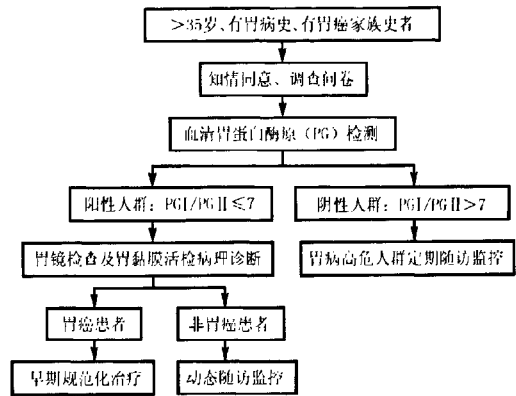 >35岁、有胃病史、有胃癌家族史者
知情同意、调查问卷
血清胃蛋白酶原（PG）检测
阳性人群：PGⅠ/PGⅡ≤7
阴性人群：PGⅠ/PGⅡ>7
胃镜检查及胃黏膜活检病理诊断
胃病高危人群定期随访监控
胃癌患者
非胃癌患者
早期规范化治疗
动态随访监控